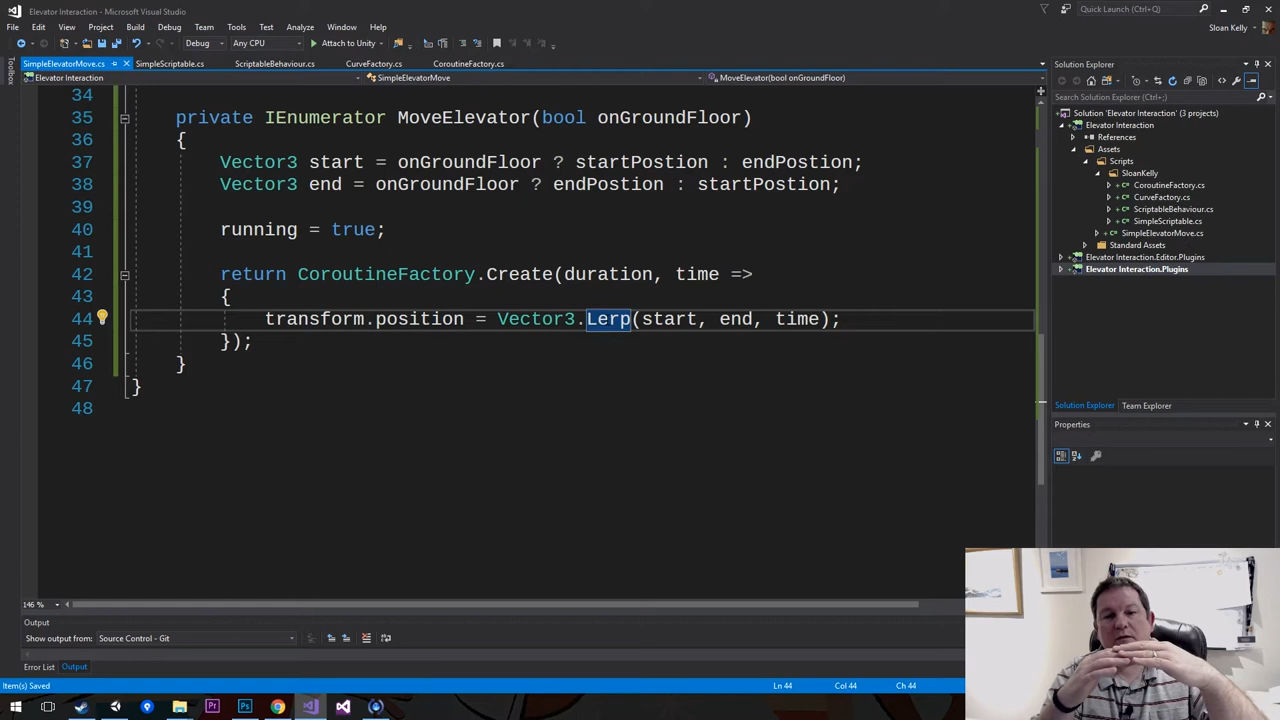 Elevator Interaction - Microsoft Visual Studio
Quick Launch (Ctrl+Q)
File Edit View Project Build Debug Team Tools Test Analyze Window Help
Sloan Kelly
Debug Any CPU Attach to Unity
Toolbox
SimpleElevatorMove.cs SimpleScriptable.cs ScriptableBehaviour.cs CurveFactory.cs CoroutineFactory.cs
Elevator Interaction SimpleElevatorMove MoveElevator(bool onGroundFloor)
34
35 private IEnumerator MoveElevator(bool onGroundFloor)
36 {
37 Vector3 start = onGroundFloor ? startPostion : endPostion;
38 Vector3 end = onGroundFloor ? endPostion : startPostion;
39
40 running = true;
41
42 return CoroutineFactory.Create(duration, time =>
43 {
44 transform.position = Vector3.Lerp(start, end, time);
45 });
46 }
47 }
48
146 %
Output
Show output from: Source Control - Git
Error List Output
Item(s) Saved Ln 44 Col 44 Ch 44
Solution Explorer
Search Solution Explorer (Ctrl+;)
Solution 'Elevator Interaction' (3 projects)
Elevator Interaction
References
Assets
Scripts
SloanKelly
CoroutineFactory.cs
CurveFactory.cs
ScriptableBehaviour.cs
SimpleScriptable.cs
SimpleElevatorMove.cs
Standard Assets
Elevator Interaction.Editor.Plugins
Elevator Interaction.Plugins
Solution Explorer Team Explorer
Properties
Pr
Ps